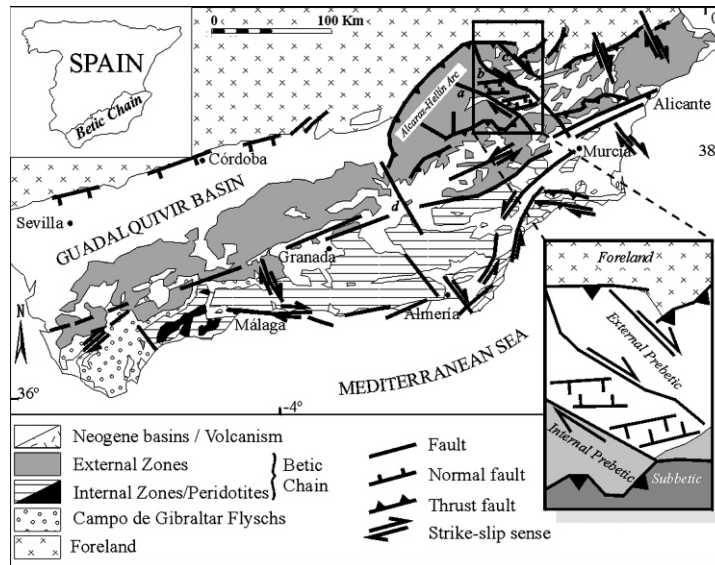 0 100 Km
0
SPAIN
Betic Chain
c
b
a
Alcaraz-Hellín Arc
Alicante
Murcia
38
Córdoba
Sevilla
GUADALQUIVIR BASIN
d
Granada
Málaga
Almería
MEDITERRANEAN SEA
N
36°
-4°
Foreland
External Prebetic
Internal Prebetic
Subbetic
Neogene basins / Volcanism
External Zones
Internal Zones/Peridotites
Betic
Chain
Campo de Gibraltar Flyschs
Foreland
Fault
Normal fault
Thrust fault
Strike-slip sense